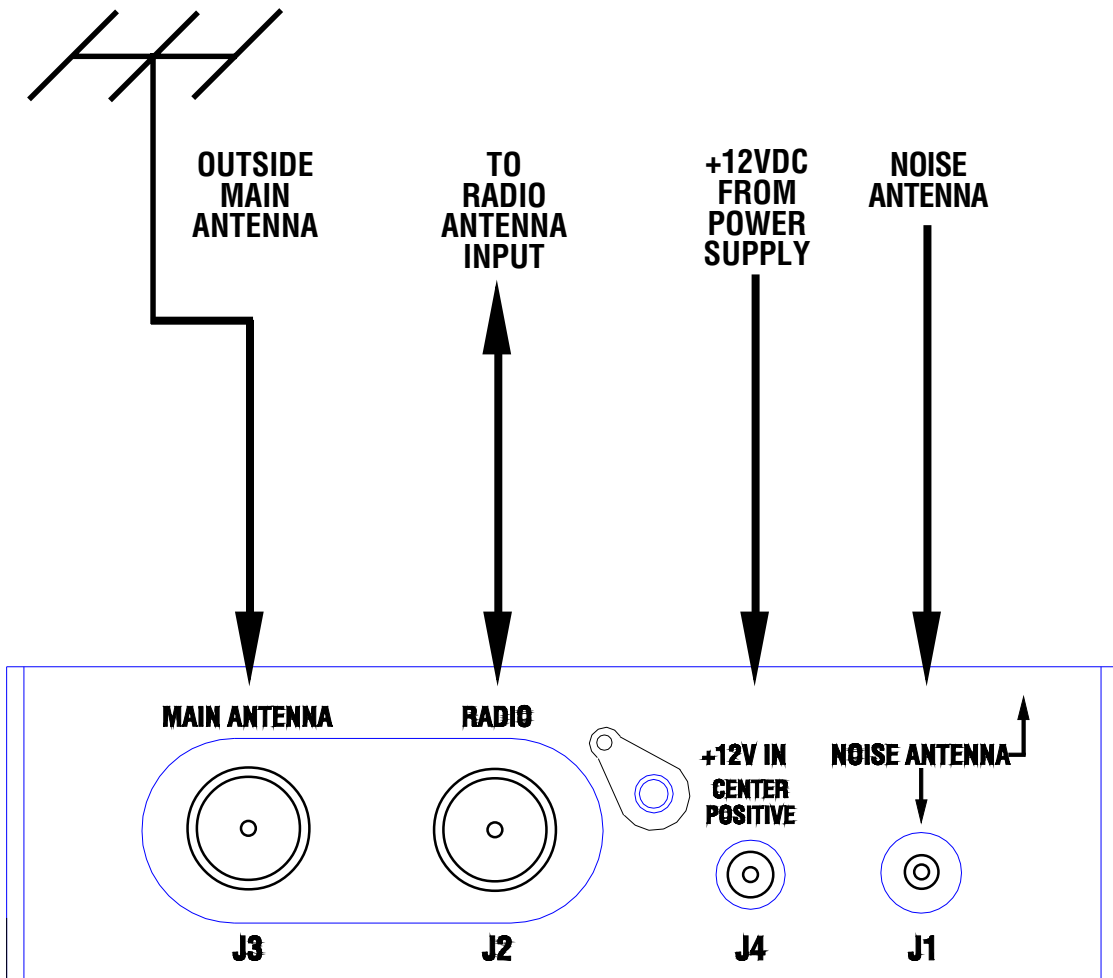 OUTSIDE
MAIN
ANTENNA
TO
RADIO
ANTENNA
INPUT
+12VDC
FROM
POWER
SUPPLY
NOISE
ANTENNA
MAIN ANTENNA
RADIO
+12V IN
CENTER
POSITIVE
NOISE ANTENNA
J3
J2
J4
J1